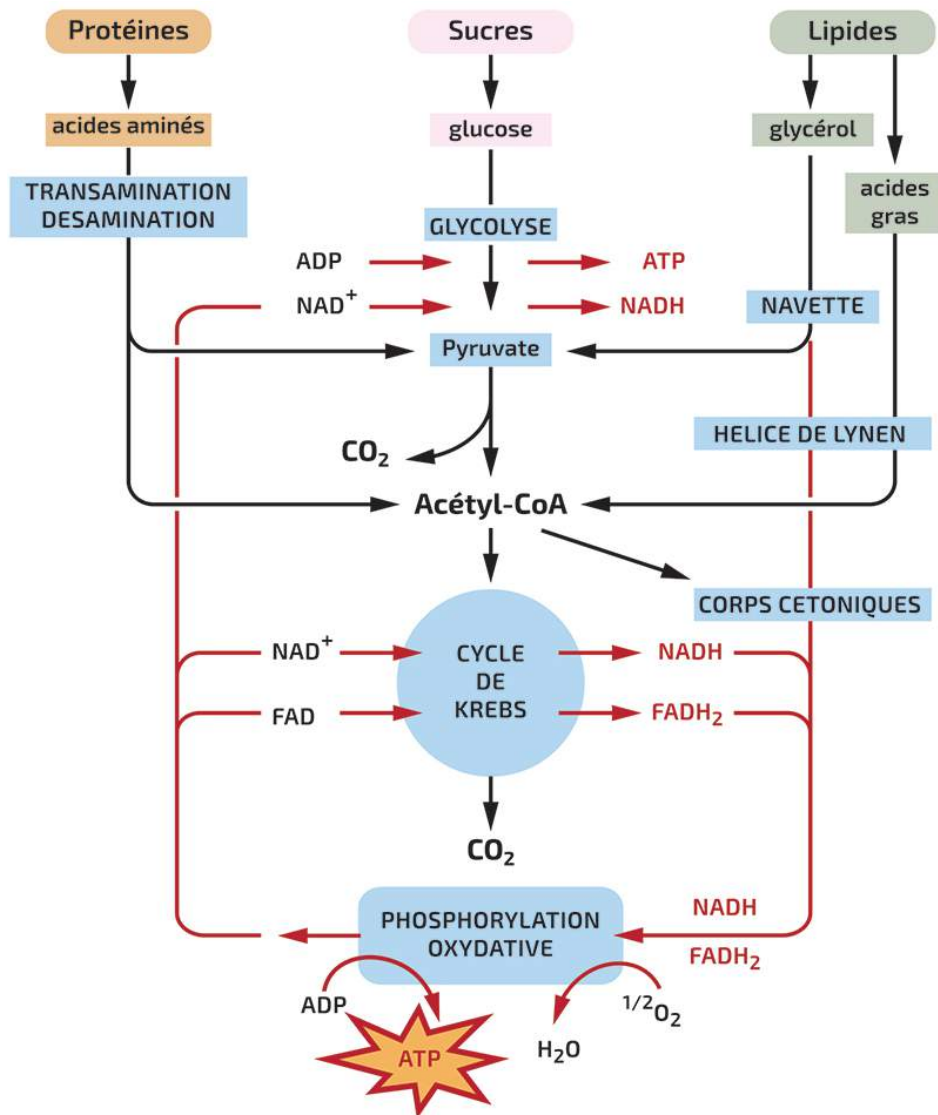 Protéines
Sucres
Lipides
acides aminés
glucose
glycérol
TRANSAMINATION
DESAMINATION
acides
gras
GLYCOLYSE
ADP
ATP
NAD⁺
NADH
NAVETTE
Pyruvate
HELICE DE LYNEN
CO₂
Acétyl-CoA
CORPS CETONIQUES
NAD⁺
CYCLE
DE
KREBS
NADH
FAD
FADH₂
CO₂
PHOSPHORYLATION
OXYDATIVE
NADH
FADH₂
ADP
ATP
H₂O
1/2O₂